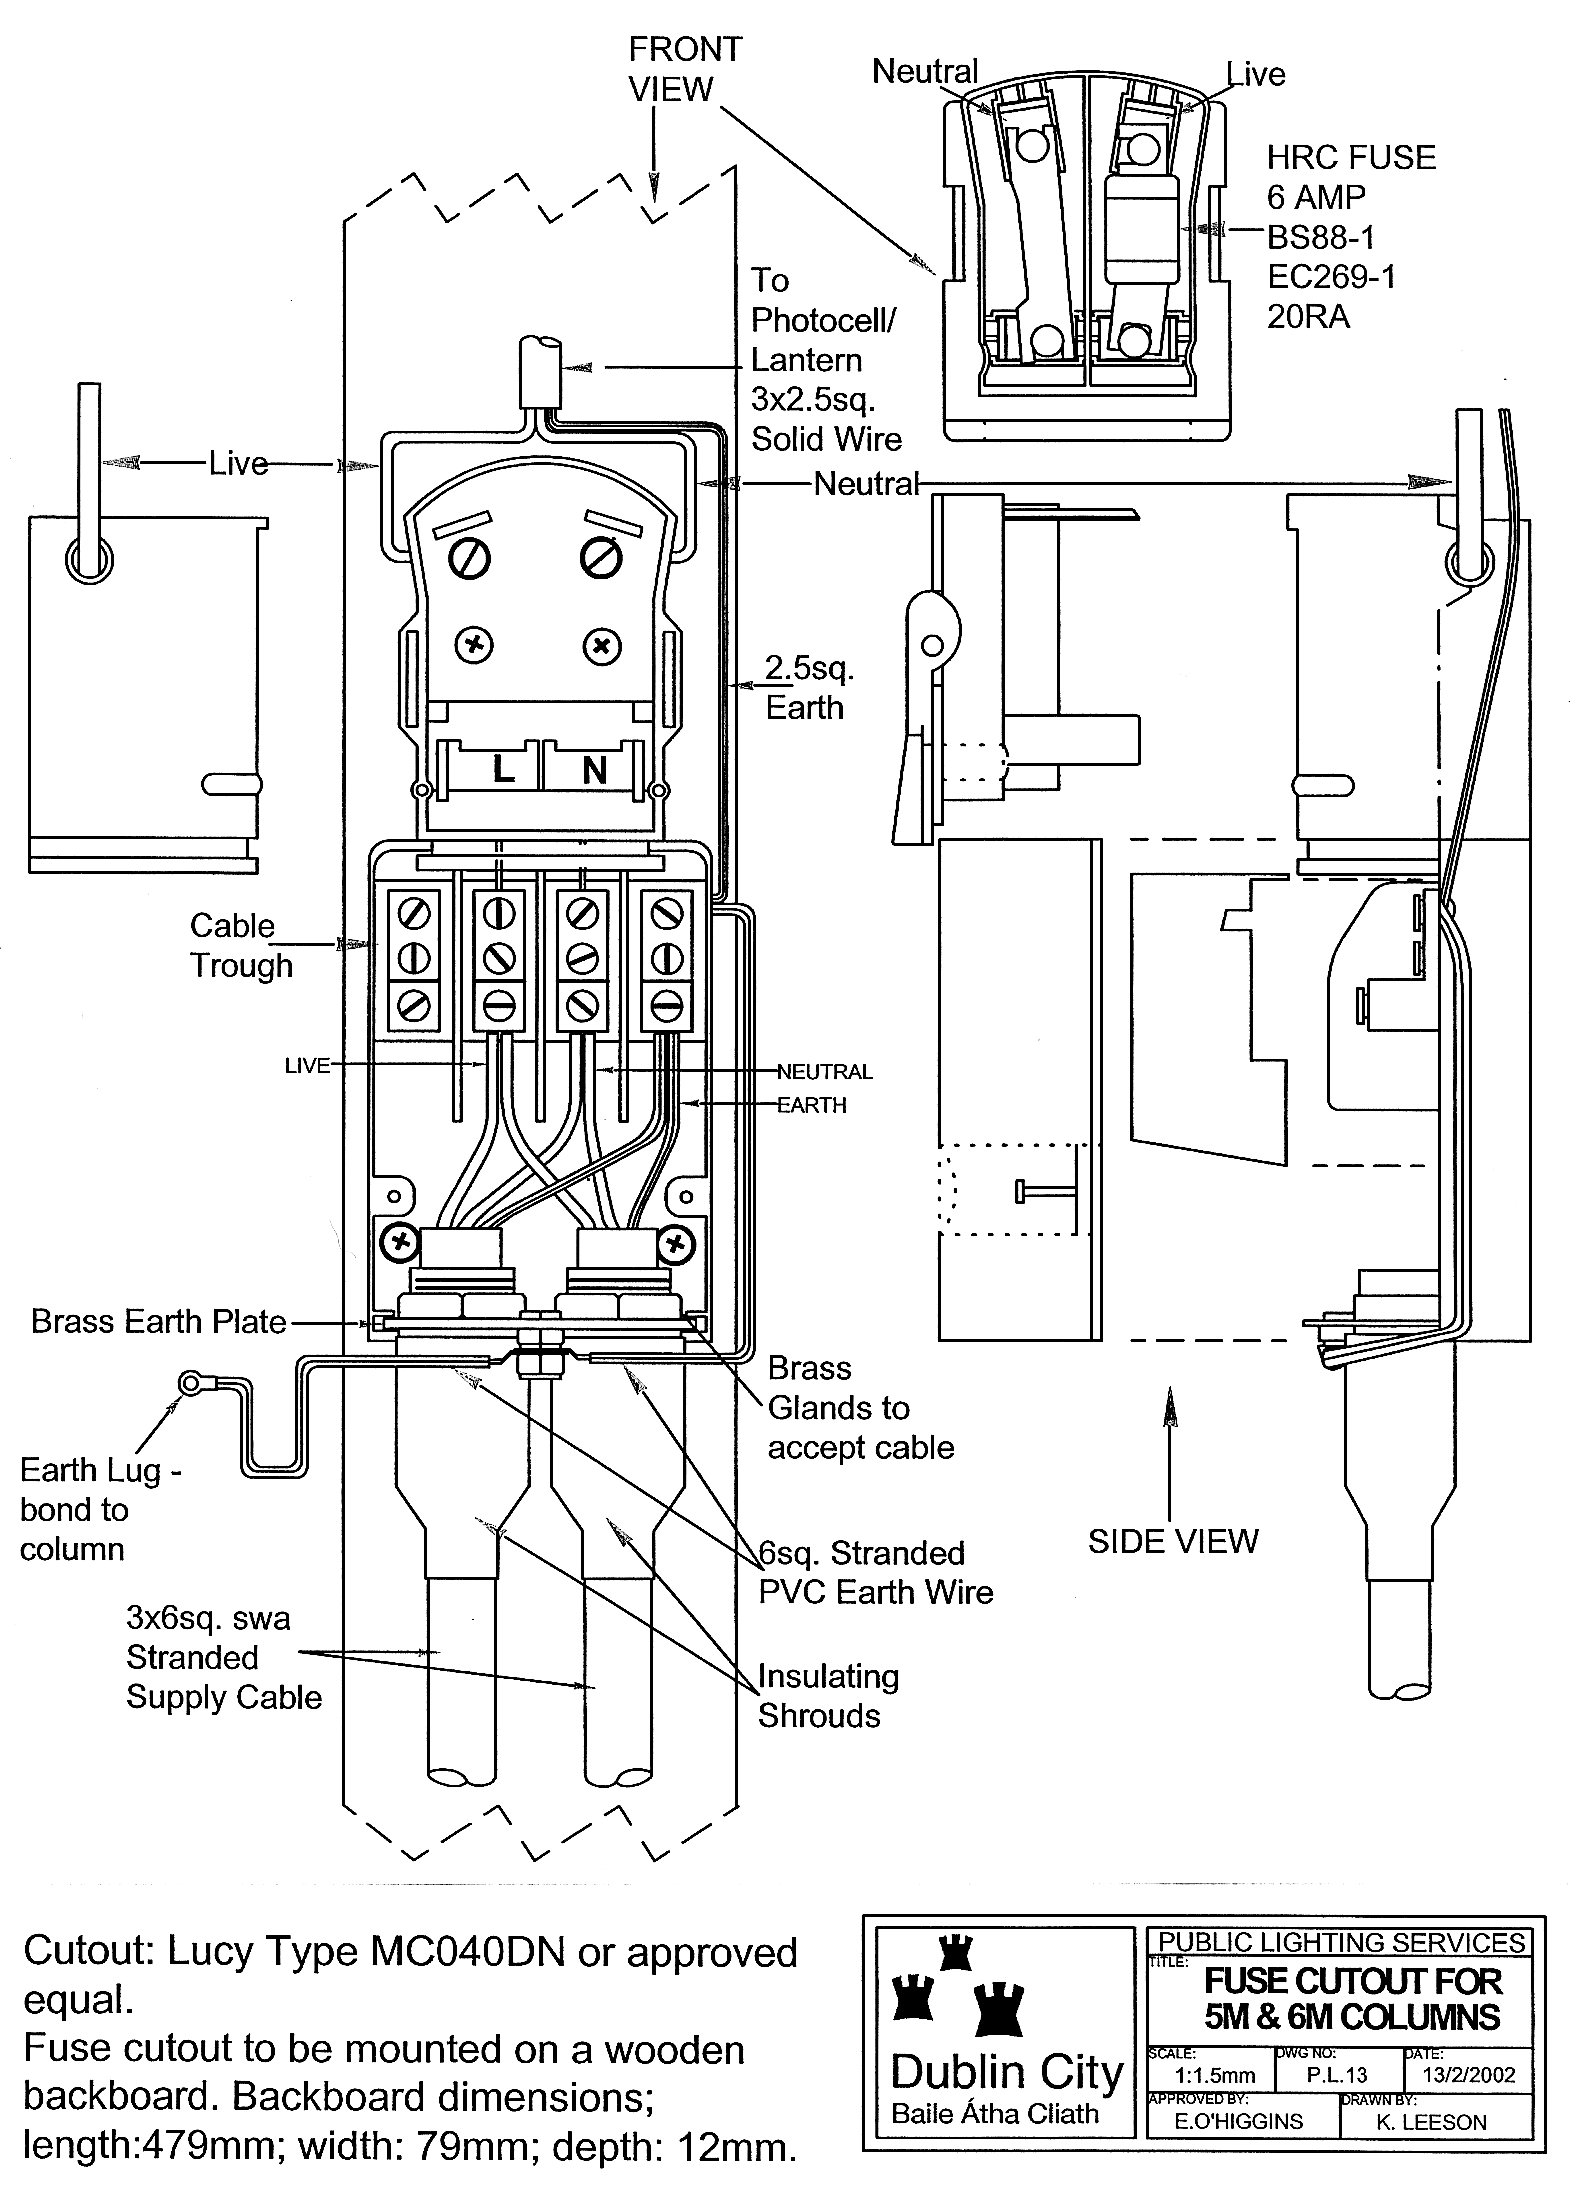 FRONT
VIEW
Neutral
Live
HRC FUSE
6 AMP
BS88-1
EC269-1
20RA
To
Photocell/
Lantern
3x2.5sq.
Solid Wire
Live
Neutral
2.5sq.
Earth
L
N
Cable
Trough
LIVE
NEUTRAL
EARTH
Brass Earth Plate
Brass
Glands to
accept cable
Earth Lug -
bond to
column
SIDE VIEW
6sq. Stranded
PVC Earth Wire
3x6sq. swa
Stranded
Supply Cable
Insulating
Shrouds
Cutout: Lucy Type MC040DN or approved
equal.
Fuse cutout to be mounted on a wooden
backboard. Backboard dimensions;
length:479mm; width: 79mm; depth: 12mm.
Dublin City
Baile Átha Cliath
PUBLIC LIGHTING SERVICES
TITLE:
FUSE CUTOUT FOR
5M & 6M COLUMNS
SCALE:
1:1.5mm
DWG NO:
P.L.13
DATE:
13/2/2002
APPROVED BY:
E.O'HIGGINS
DRAWN BY:
K. LEESON